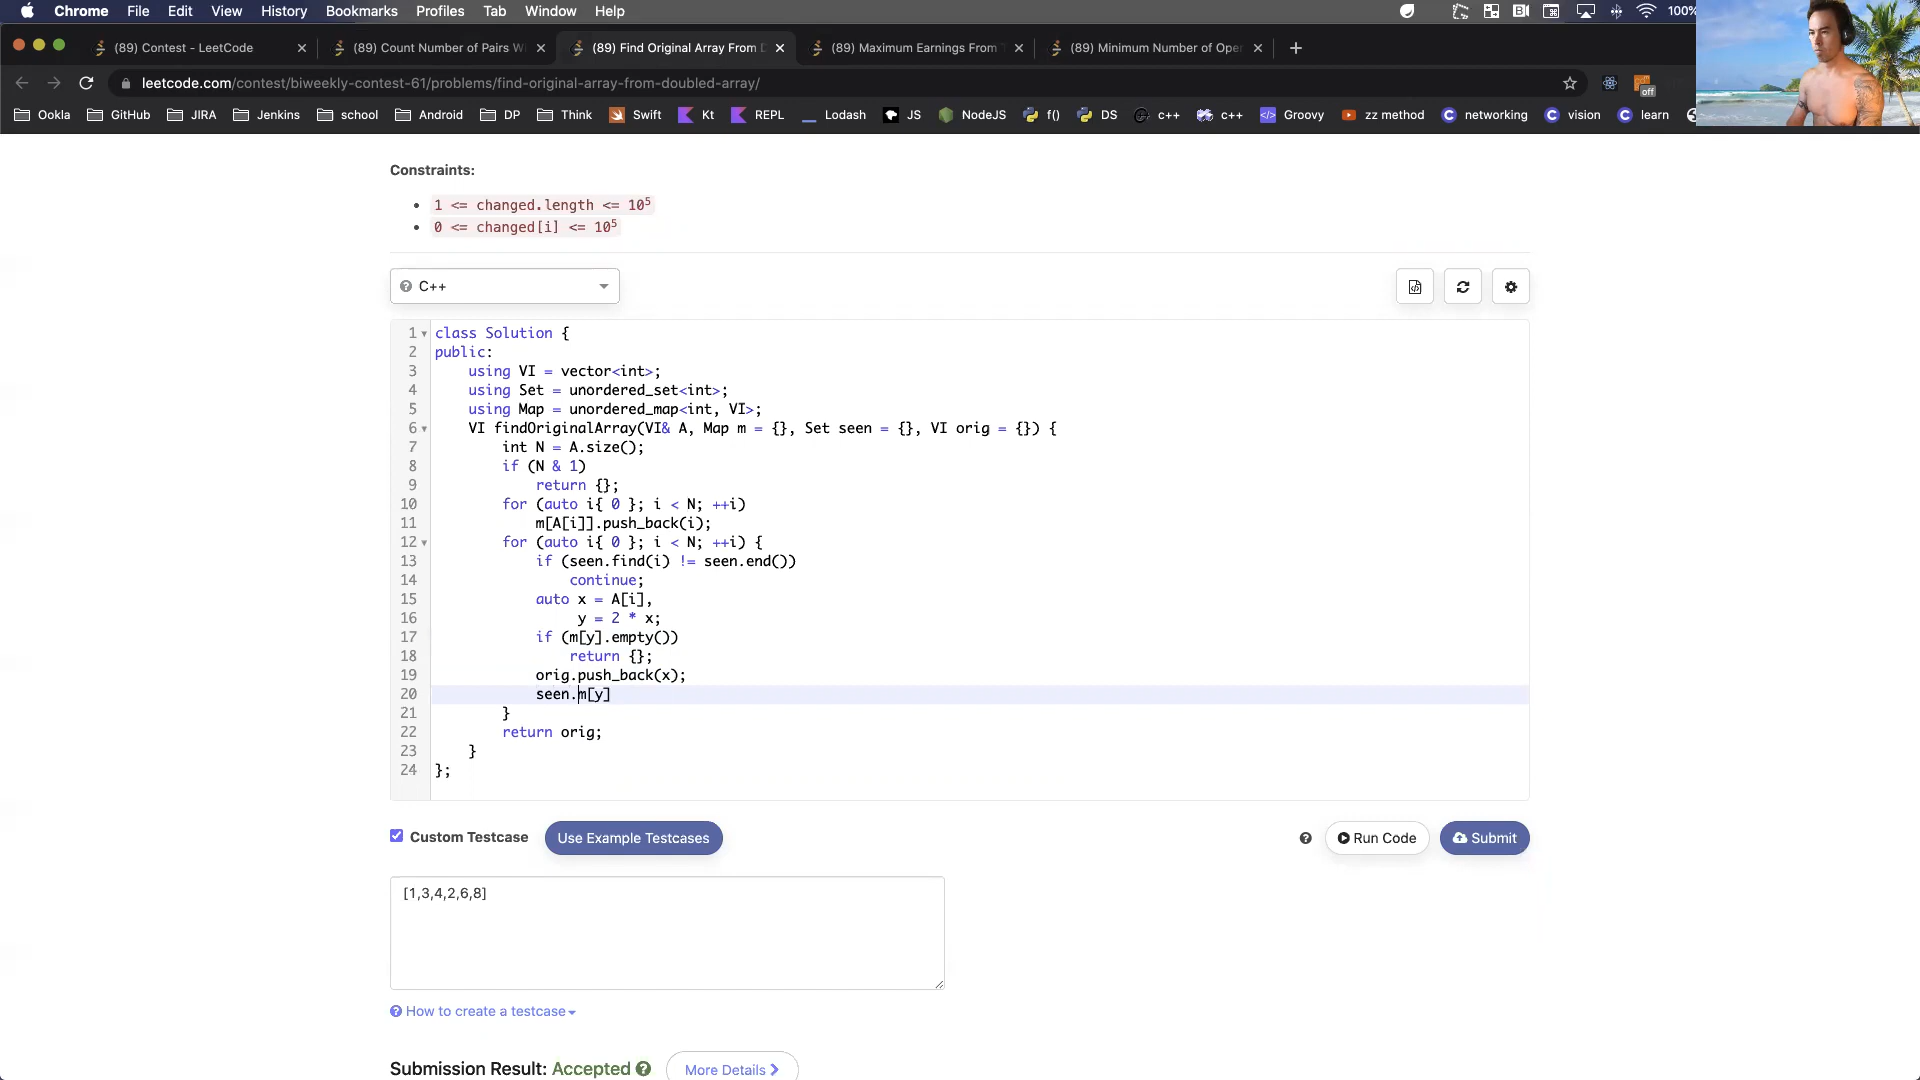 Chrome File Edit View History Bookmarks Profiles Tab Window Help 100%
(89) Contest - LeetCode (89) Count Number of Pairs W (89) Find Original Array From D (89) Maximum Earnings From T (89) Minimum Number of Oper
leetcode.com/contest/biweekly-contest-61/problems/find-original-array-from-doubled-array/ off
Ookla GitHub JIRA Jenkins school Android DP Think Swift Kt REPL Lodash JS NodeJS f() DS c++ c++ Groovy zz method networking vision learn
Constraints:
1 <= changed.length <= 10⁵
0 <= changed[i] <= 10⁵
C++
1 class Solution {
2 public:
3 using VI = vector<int>;
4 using Set = unordered_set<int>;
5 using Map = unordered_map<int, VI>;
6 VI findOriginalArray(VI& A, Map m = {}, Set seen = {}, VI orig = {}) {
7 int N = A.size();
8 if (N & 1)
9 return {};
10 for (auto i{ 0 }; i < N; ++i)
11 m[A[i]].push_back(i);
12 for (auto i{ 0 }; i < N; ++i) {
13 if (seen.find(i) != seen.end())
14 continue;
15 auto x = A[i],
16 y = 2 * x;
17 if (m[y].empty())
18 return {};
19 orig.push_back(x);
20 seen.m[y]
21 }
22 return orig;
23 }
24 };
Custom Testcase Use Example Testcases Run Code Submit
[1,3,4,2,6,8]
How to create a testcase
Submission Result: Accepted More Details